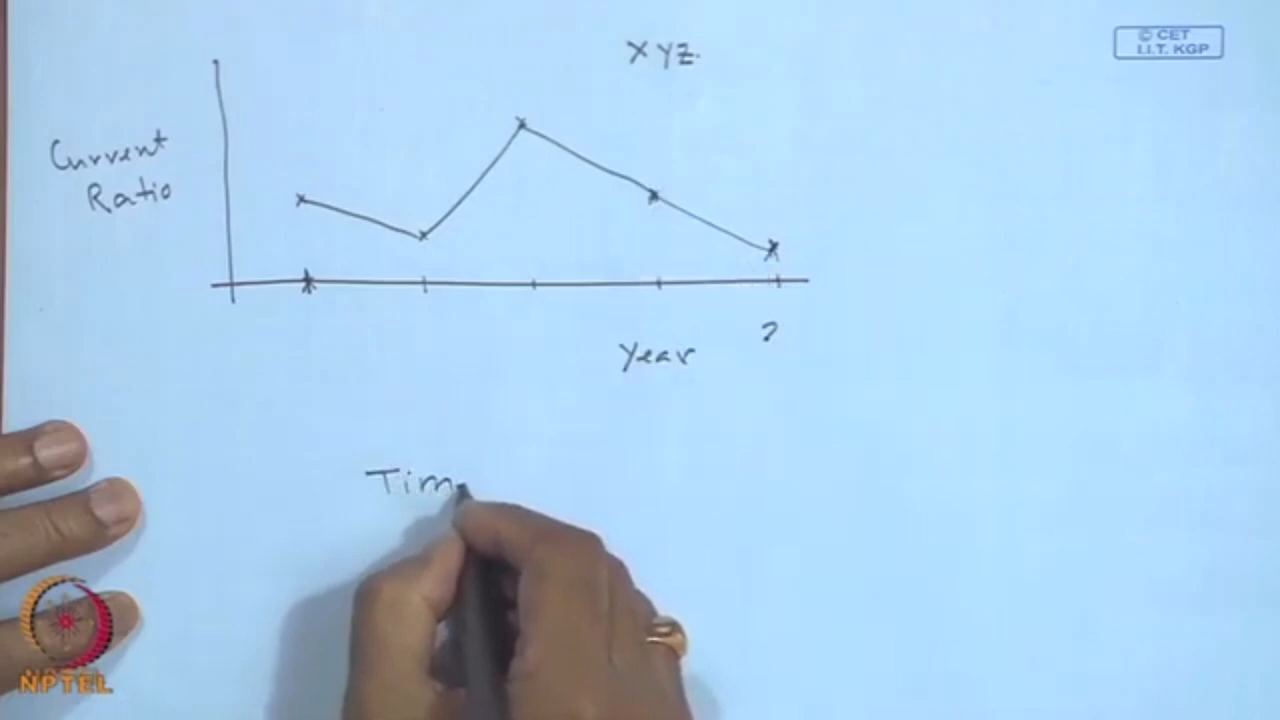 XYZ.
© CET
I.I.T. KGP
Current
Ratio
Year
?
Tim
NPTEL